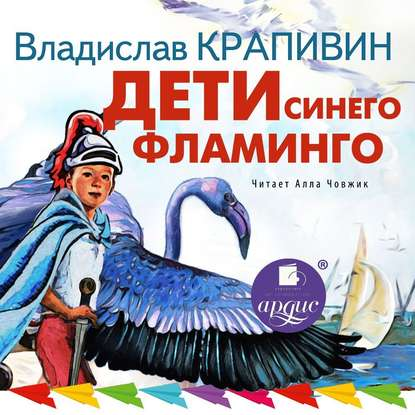 Владислав КРАПИВИН
ДЕТИ СИНЕГО
ФЛАМИНГО
Читает Алла Човжик
®
ардис